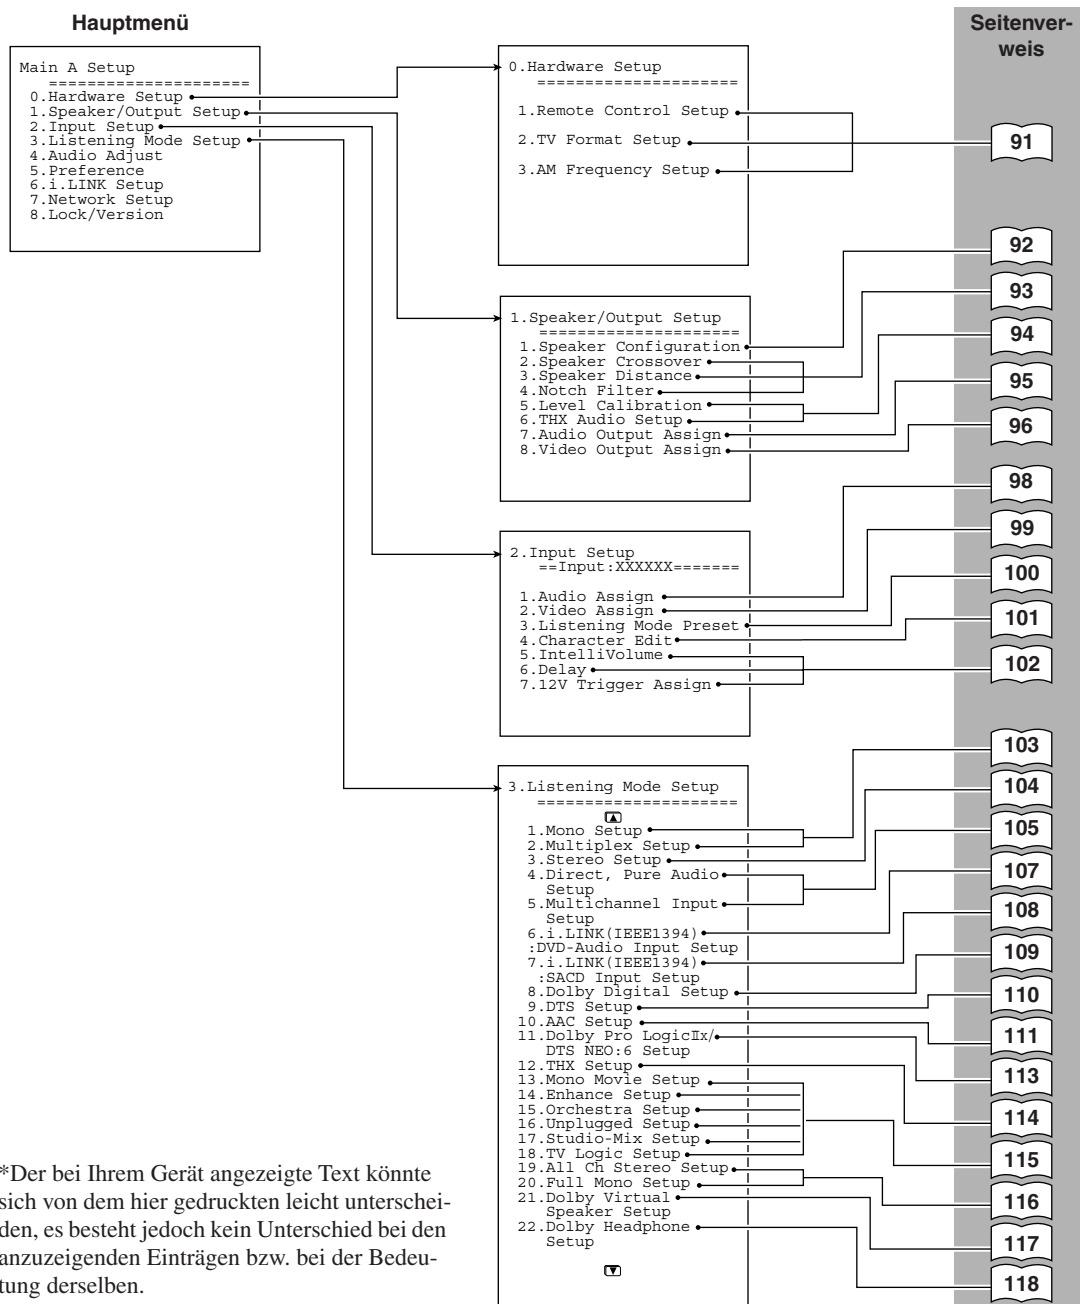 Hauptmenü
Seitenver-
weis
Main A Setup
=====================
0.Hardware Setup
1.Speaker/Output Setup
2.Input Setup
3.Listening Mode Setup
4.Audio Adjust
5.Preference
6.i.LINK Setup
7.Network Setup
8.Lock/Version
0.Hardware Setup
=====================
1.Remote Control Setup
2.TV Format Setup
3.AM Frequency Setup
91
1.Speaker/Output Setup
=====================
1.Speaker Configuration
2.Speaker Crossover
3.Speaker Distance
4.Notch Filter
5.Level Calibration
6.THX Audio Setup
7.Audio Output Assign
8.Video Output Assign
92
93
94
95
96
2.Input Setup
==Input:XXXXXX=======
1.Audio Assign
2.Video Assign
3.Listening Mode Preset
4.Character Edit
5.IntelliVolume
6.Delay
7.12V Trigger Assign
98
99
100
101
102
3.Listening Mode Setup
=====================
1.Mono Setup
2.Multiplex Setup
3.Stereo Setup
4.Direct, Pure Audio
Setup
5.Multichannel Input
Setup
6.i.LINK(IEEE1394)
:DVD-Audio Input Setup
7.i.LINK(IEEE1394)
:SACD Input Setup
8.Dolby Digital Setup
9.DTS Setup
10.AAC Setup
11.Dolby Pro LogicⅡx/
DTS NEO:6 Setup
12.THX Setup
13.Mono Movie Setup
14.Enhance Setup
15.Orchestra Setup
16.Unplugged Setup
17.Studio-Mix Setup
18.TV Logic Setup
19.All Ch Stereo Setup
20.Full Mono Setup
21.Dolby Virtual
Speaker Setup
22.Dolby Headphone
Setup
103
104
105
107
108
109
110
111
113
114
115
116
117
118
*Der bei Ihrem Gerät angezeigte Text könnte
sich von dem hier gedruckten leicht unterschei-
den, es besteht jedoch kein Unterschied bei den
anzuzeigenden Einträgen bzw. bei der Bedeu-
tung derselben.